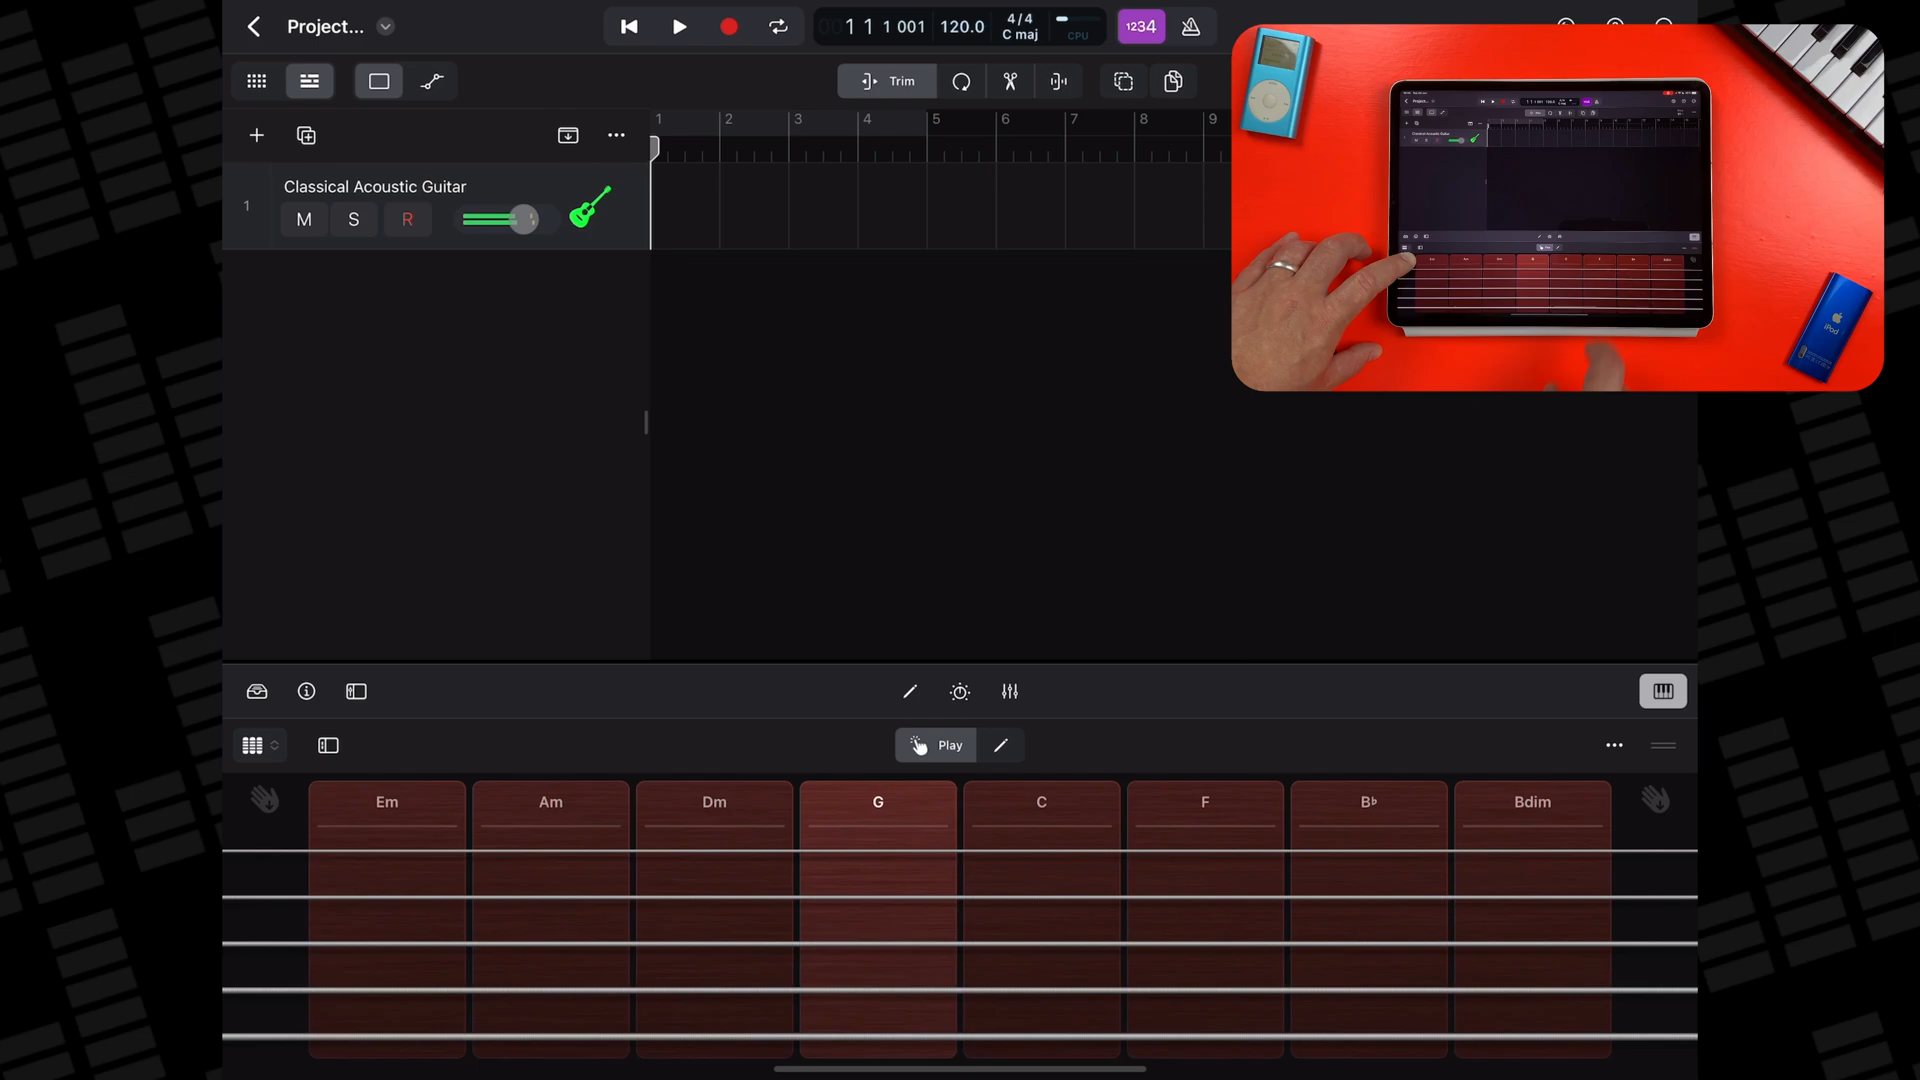 Project...
1 1 1 001 120.0 4/4 C maj CPU
1234
Trim
1 2 3 4 5 6 7 8 9
1 Classical Acoustic Guitar
M S R
Play
Em Am Dm G C F B♭ Bdim
iPod